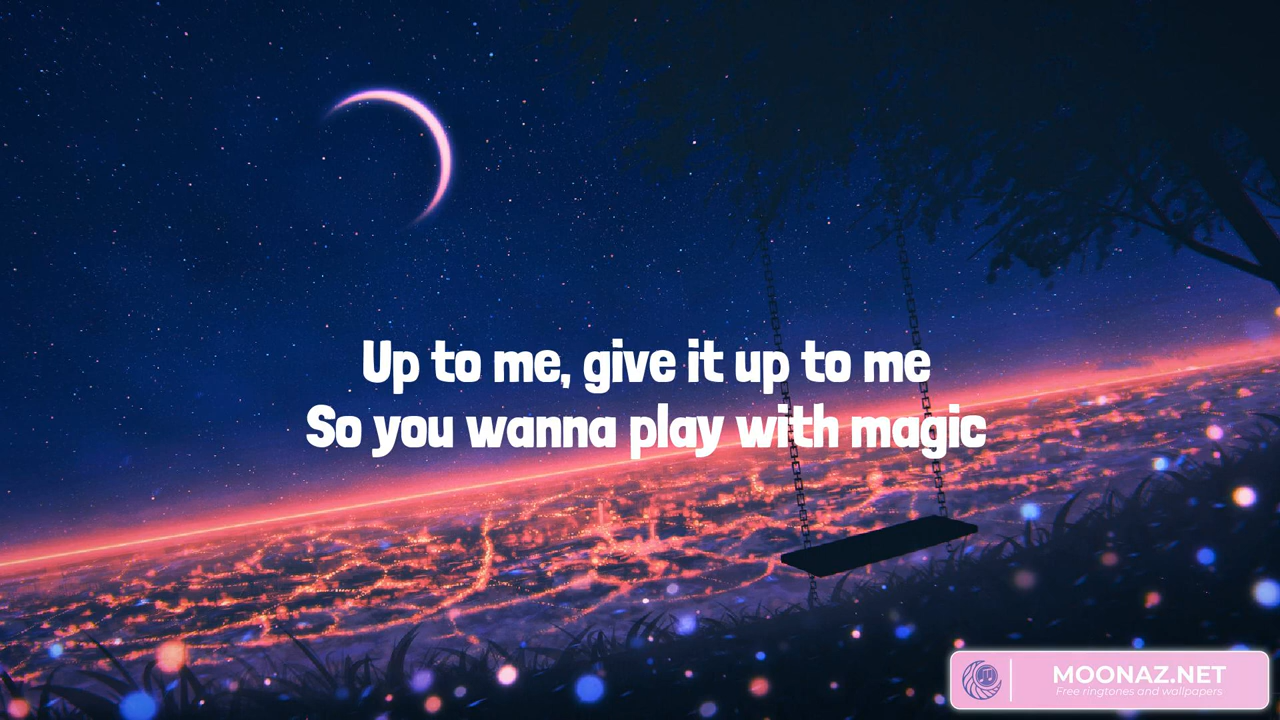 Up to me, give it up to me
So you wanna play with magic
MOONAZ.NET
Free ringtones and wallpapers